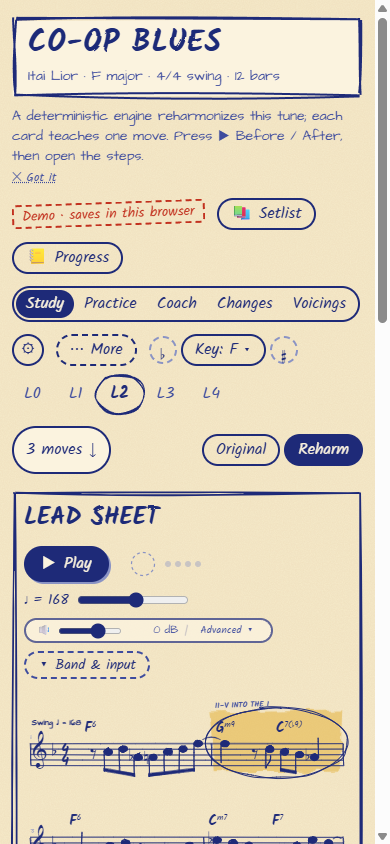 CO-OP BLUES
Itai Lior · F major · 4/4 swing · 12 bars
A deterministic engine reharmonizes this tune; each
card teaches one move. Press ▶ Before / After,
then open the steps.
✕ Got it
Demo · saves in this browser
Setlist
Progress
Study Practice Coach Changes Voicings
⚙ ··· More ♭ Key: F ▾ ♯
L0 L1 L2 L3 L4
3 moves ↓ Original Reharm
LEAD SHEET
▶ Play
♩ = 168
0 dB | Advanced ▾
▾ Band & input
II-V INTO THE I
Swing ♩ = 168 F6 Gm9 C7(♭9)
F6 Cm7 F7